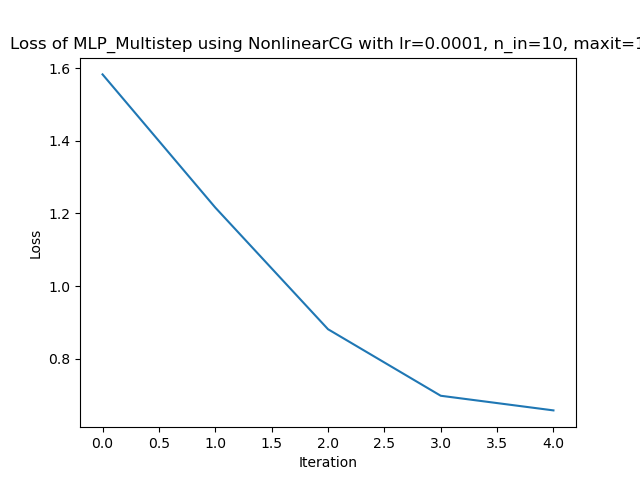 Loss of MLP_Multistep using NonlinearCG with lr=0.0001, n_in=10, maxit=1
1.6
1.4
1.2
1.0
0.8
Loss
0.0 0.5 1.0 1.5 2.0 2.5 3.0 3.5 4.0
Iteration